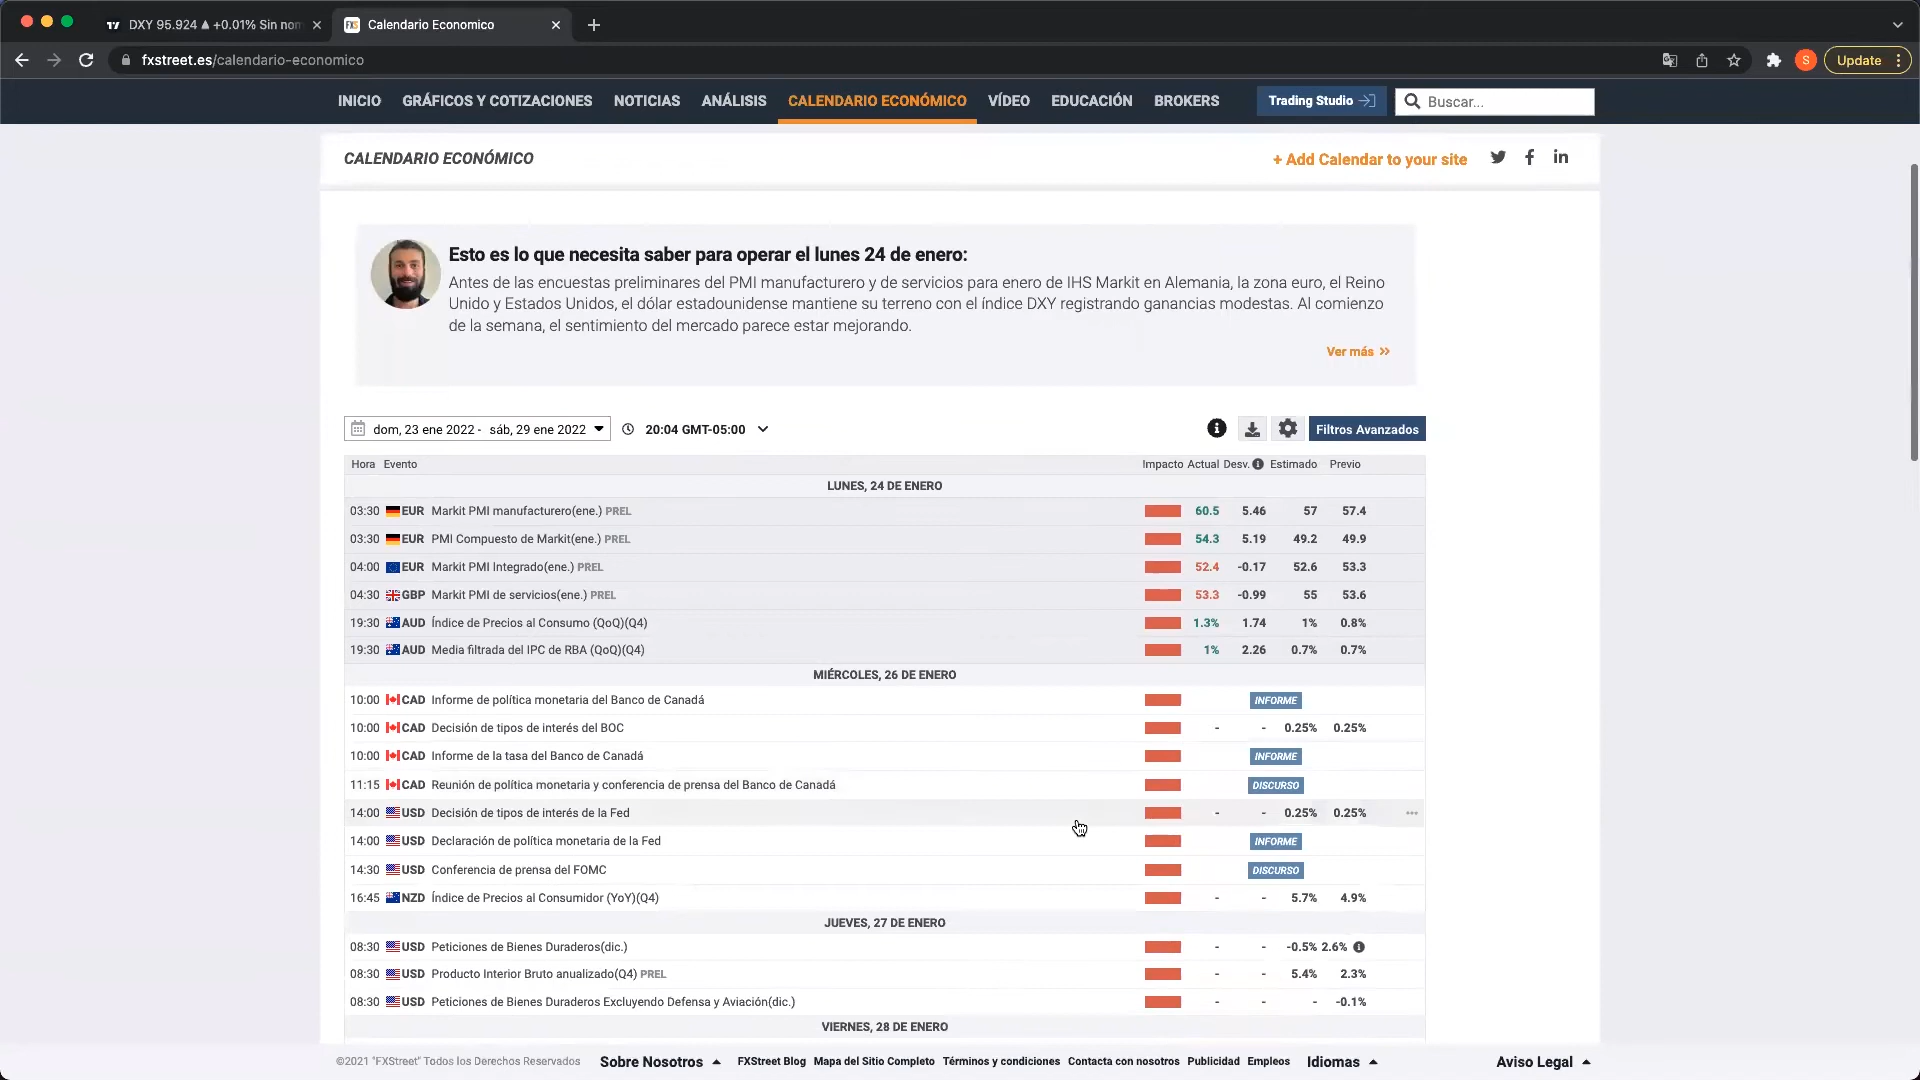 DXY 95.924 ▲ +0.01% Sin nom
Calendario Economico
fxstreet.es/calendario-economico
S
Update
INICIO GRÁFICOS Y COTIZACIONES NOTICIAS ANÁLISIS CALENDARIO ECONÓMICO VÍDEO EDUCACIÓN BROKERS Trading Studio Buscar...
CALENDARIO ECONÓMICO
+ Add Calendar to your site
Esto es lo que necesita saber para operar el lunes 24 de enero:
Antes de las encuestas preliminares del PMI manufacturero y de servicios para enero de IHS Markit en Alemania, la zona euro, el Reino
Unido y Estados Unidos, el dólar estadounidense mantiene su terreno con el índice DXY registrando ganancias modestas. Al comienzo
de la semana, el sentimiento del mercado parece estar mejorando.
Ver más >>
dom, 23 ene 2022 - sáb, 29 ene 2022 20:04 GMT-05:00 Filtros Avanzados
Hora Evento Impacto Actual Desv. Estimado Previo
LUNES, 24 DE ENERO
03:30 EUR Markit PMI manufacturero(ene.) PREL 60.5 5.46 57 57.4
03:30 EUR PMI Compuesto de Markit(ene.) PREL 54.3 5.19 49.2 49.9
04:00 EUR Markit PMI Integrado(ene.) PREL 52.4 -0.17 52.6 53.3
04:30 GBP Markit PMI de servicios(ene.) PREL 53.3 -0.99 55 53.6
19:30 AUD Índice de Precios al Consumo (QoQ)(Q4) 1.3% 1.74 1% 0.8%
19:30 AUD Media filtrada del IPC de RBA (QoQ)(Q4) 1% 2.26 0.7% 0.7%
MIÉRCOLES, 26 DE ENERO
10:00 CAD Informe de política monetaria del Banco de Canadá INFORME
10:00 CAD Decisión de tipos de interés del BOC - - 0.25% 0.25%
10:00 CAD Informe de la tasa del Banco de Canadá INFORME
11:15 CAD Reunión de política monetaria y conferencia de prensa del Banco de Canadá DISCURSO
14:00 USD Decisión de tipos de interés de la Fed - - 0.25% 0.25%
14:00 USD Declaración de política monetaria de la Fed INFORME
14:30 USD Conferencia de prensa del FOMC DISCURSO
16:45 NZD Índice de Precios al Consumidor (YoY)(Q4) - - 5.7% 4.9%
JUEVES, 27 DE ENERO
08:30 USD Peticiones de Bienes Duraderos(dic.) - - -0.5% 2.6%
08:30 USD Producto Interior Bruto anualizado(Q4) PREL - - 5.4% 2.3%
08:30 USD Peticiones de Bienes Duraderos Excluyendo Defensa y Aviación(dic.) - - - -0.1%
VIERNES, 28 DE ENERO
©2021 "FXStreet" Todos los Derechos Reservados Sobre Nosotros FXStreet Blog Mapa del Sitio Completo Términos y condiciones Contacta con nosotros Publicidad Empleos Idiomas Aviso Legal